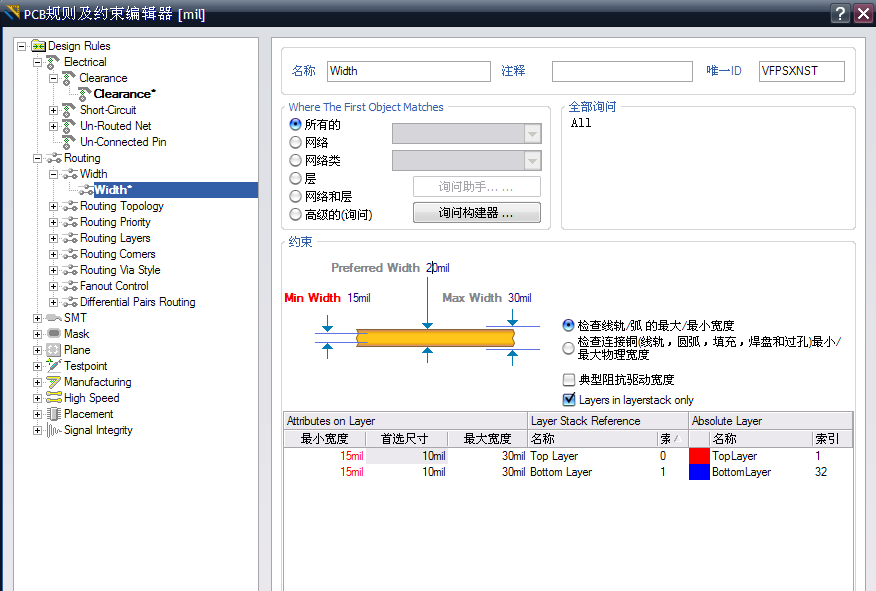 PCB规则及约束编辑器 [mil]
Design Rules
Electrical
Clearance
Clearance*
Short-Circuit
Un-Routed Net
Un-Connected Pin
Routing
Width
Width*
Routing Topology
Routing Priority
Routing Layers
Routing Corners
Routing Via Style
Fanout Control
Differential Pairs Routing
SMT
Mask
Plane
Testpoint
Manufacturing
High Speed
Placement
Signal Integrity
名称 Width 注释 唯一ID VFPSXNST
Where The First Object Matches
所有的
网络
网络类
层
网络和层
高级的(询问)
询问助手... ...
询问构建器 ...
全部询问
All
约束
Preferred Width 20mil
Min Width 15mil Max Width 30mil
检查线轨/弧 的最大/最小宽度
检查连接铜(线轨，圆弧，填充，焊盘和过孔)最小/
最大物理宽度
典型阻抗驱动宽度
Layers in layerstack only
Attributes on Layer Layer Stack Reference Absolute Layer
最小宽度 首选尺寸 最大宽度 名称 索 名称 索引
15mil 10mil 30mil Top Layer 0 TopLayer 1
15mil 10mil 30mil Bottom Layer 1 BottomLayer 32